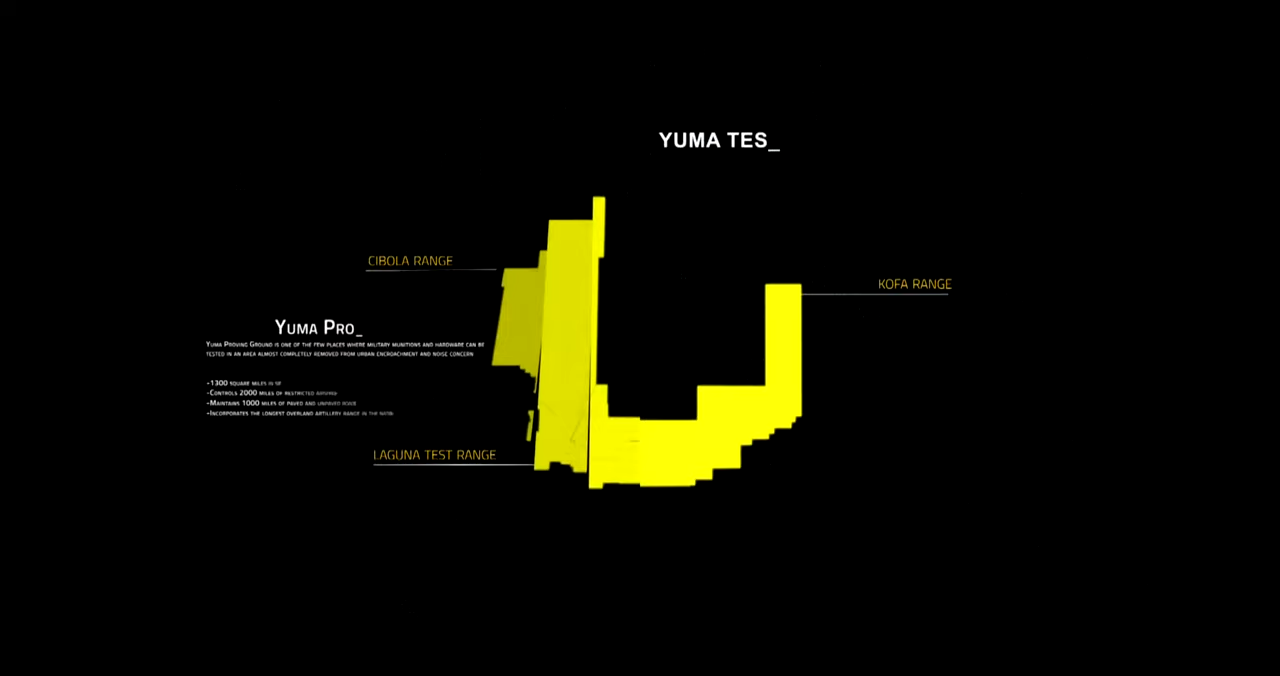 YUMA TES_
CIBOLA RANGE
KOFA RANGE
Yuma Pro_
Yuma Proving Ground is one of the few places where military munitions and hardware can be
tested in an area almost completely removed from urban encroachment and noise concern
-1300 square miles in
-Controls 2000 miles of restricted
-Maintains 1000 miles of paved and unpaved
-Incorporates the longest overland artillery range in the
LAGUNA TEST RANGE